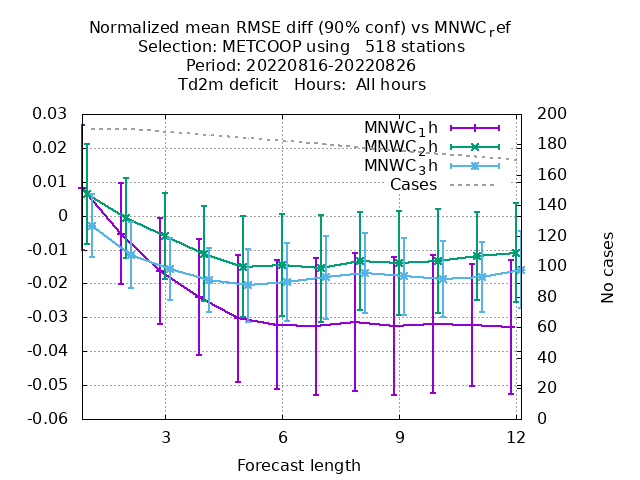 Normalized mean RMSE diff (90% conf) vs MNWC_ref
Selection: METCOOP using 518 stations
Period: 20220816-20220826
Td2m deficit Hours: All hours
0.03
0.02
0.01
0
-0.01
-0.02
-0.03
-0.04
-0.05
-0.06
200
180
160
140
120
100
80
60
40
20
0
MNWC_1h
MNWC_2h
MNWC_3h
Cases
No cases
3
6
9
12
Forecast length